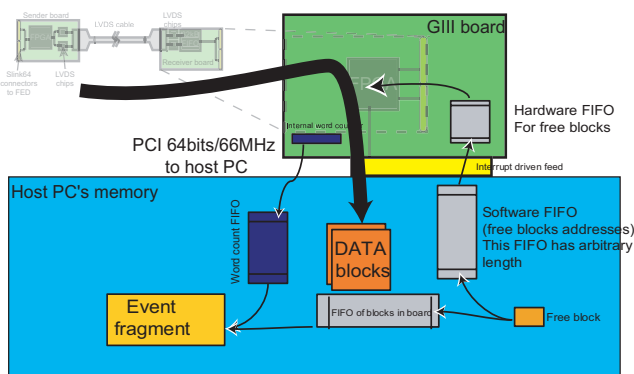 Sender board
LVDS cable
LVDS
chips
Receiver board
Slink64
connectors
to FED
LVDS
chips
GIII board
FPGA
Internal word counter
Hardware FIFO
For free blocks
PCI 64bits/66MHz
to host PC
Interrupt driven feed
Host PC's memory
Word count FIFO
DATA
blocks
Software FIFO
(free blocks addresses)
This FIFO has arbitrary
length
Event
fragment
FIFO of blocks in board
Free block